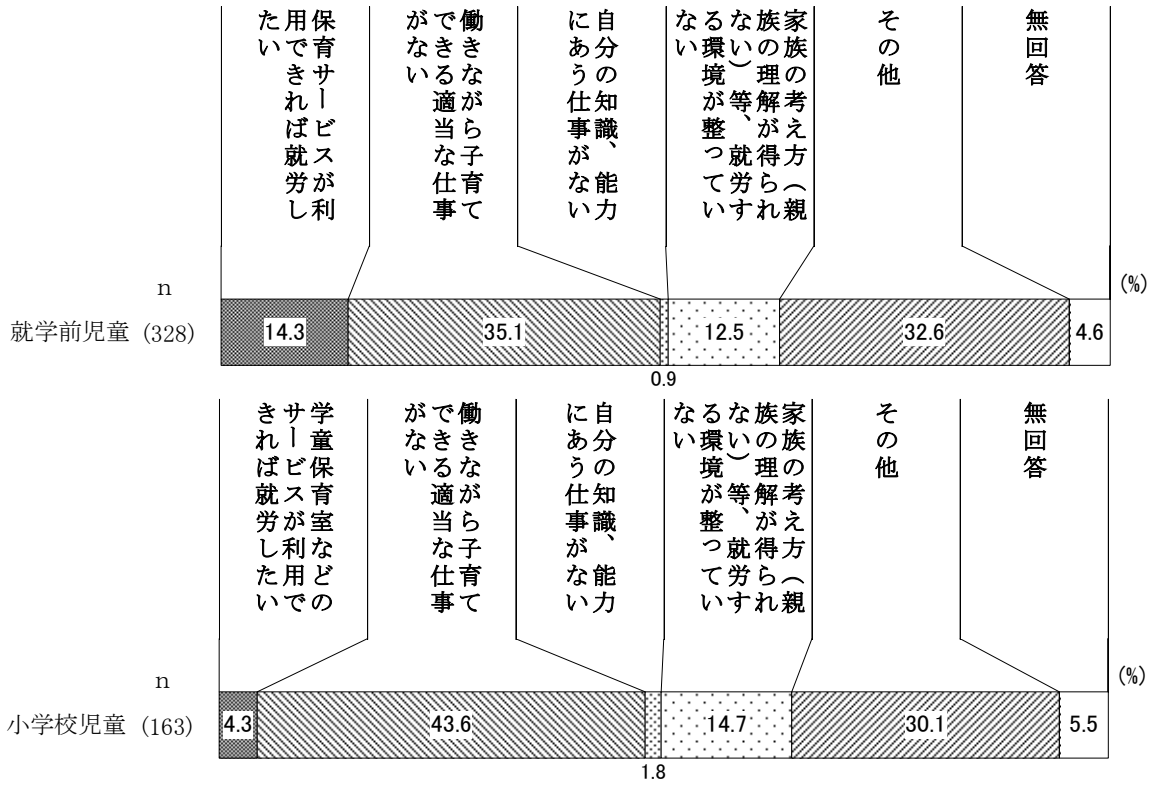 保育サービスが利
用できれば就労し
たい
働きながら子育て
できる適当な仕事
がない
自分の知識、能力
にあう仕事がない
家族の考え方（親
族の理解が得られ
ない）等、就労す
る環境が整ってい
ない
その他
無回答
(%)
n
就学前児童 (328)
14.3
35.1
0.9
12.5
32.6
4.6
学童保育室などの
サービスが利用で
きれば就労したい
働きながら子育て
できる適当な仕事
がない
自分の知識、能力
にあう仕事がない
家族の考え方（親
族の理解が得られ
ない）等、就労す
る環境が整ってい
ない
その他
無回答
(%)
n
小学校児童 (163)
4.3
43.6
1.8
14.7
30.1
5.5